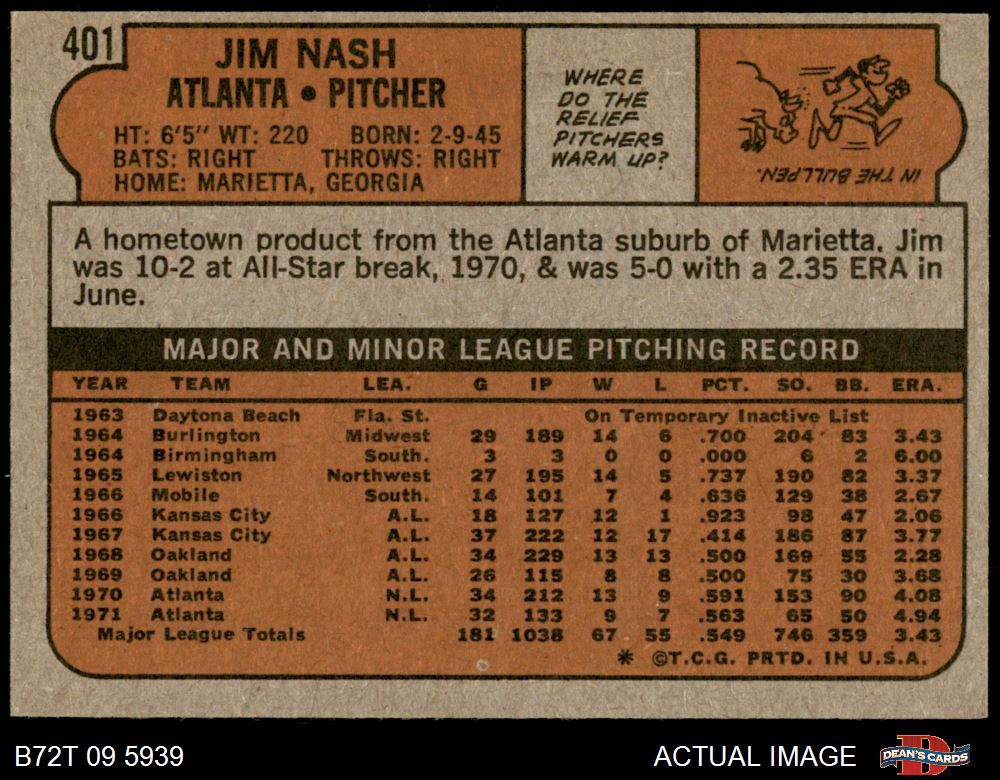 401
JIM NASH
ATLANTA • PITCHER
HT: 6'5" WT: 220 BORN: 2-9-45
BATS: RIGHT THROWS: RIGHT
HOME: MARIETTA, GEORGIA
WHERE
DO THE
RELIEF
PITCHERS
WARM UP?
IN THE BULLPEN.
A hometown product from the Atlanta suburb of Marietta, Jim
was 10-2 at All-Star break, 1970, & was 5-0 with a 2.35 ERA in
June.
MAJOR AND MINOR LEAGUE PITCHING RECORD
YEAR TEAM LEA. G IP W L PCT. SO. BB. ERA.
1963 Daytona Beach Fla. St. On Temporary Inactive List
1964 Burlington Midwest 29 189 14 6 .700 204 83 3.43
1964 Birmingham South. 3 3 0 0 .000 6 2 6.00
1965 Lewiston Northwest 27 195 14 5 .737 190 82 3.37
1966 Mobile South. 14 101 7 4 .636 129 38 2.67
1966 Kansas City A.L. 18 127 12 1 .923 98 47 2.06
1967 Kansas City A.L. 37 222 12 17 .414 186 87 3.77
1968 Oakland A.L. 34 229 13 13 .500 169 55 2.28
1969 Oakland A.L. 26 115 8 8 .500 75 30 3.68
1970 Atlanta N.L. 34 212 13 9 .591 153 90 4.08
1971 Atlanta N.L. 32 133 9 7 .563 65 50 4.94
Major League Totals 181 1038 67 55 .549 746 359 3.43
* ©T.C.G. PRTD. IN U.S.A.
B72T 09 5939
ACTUAL IMAGE
DEAN'S CARDS